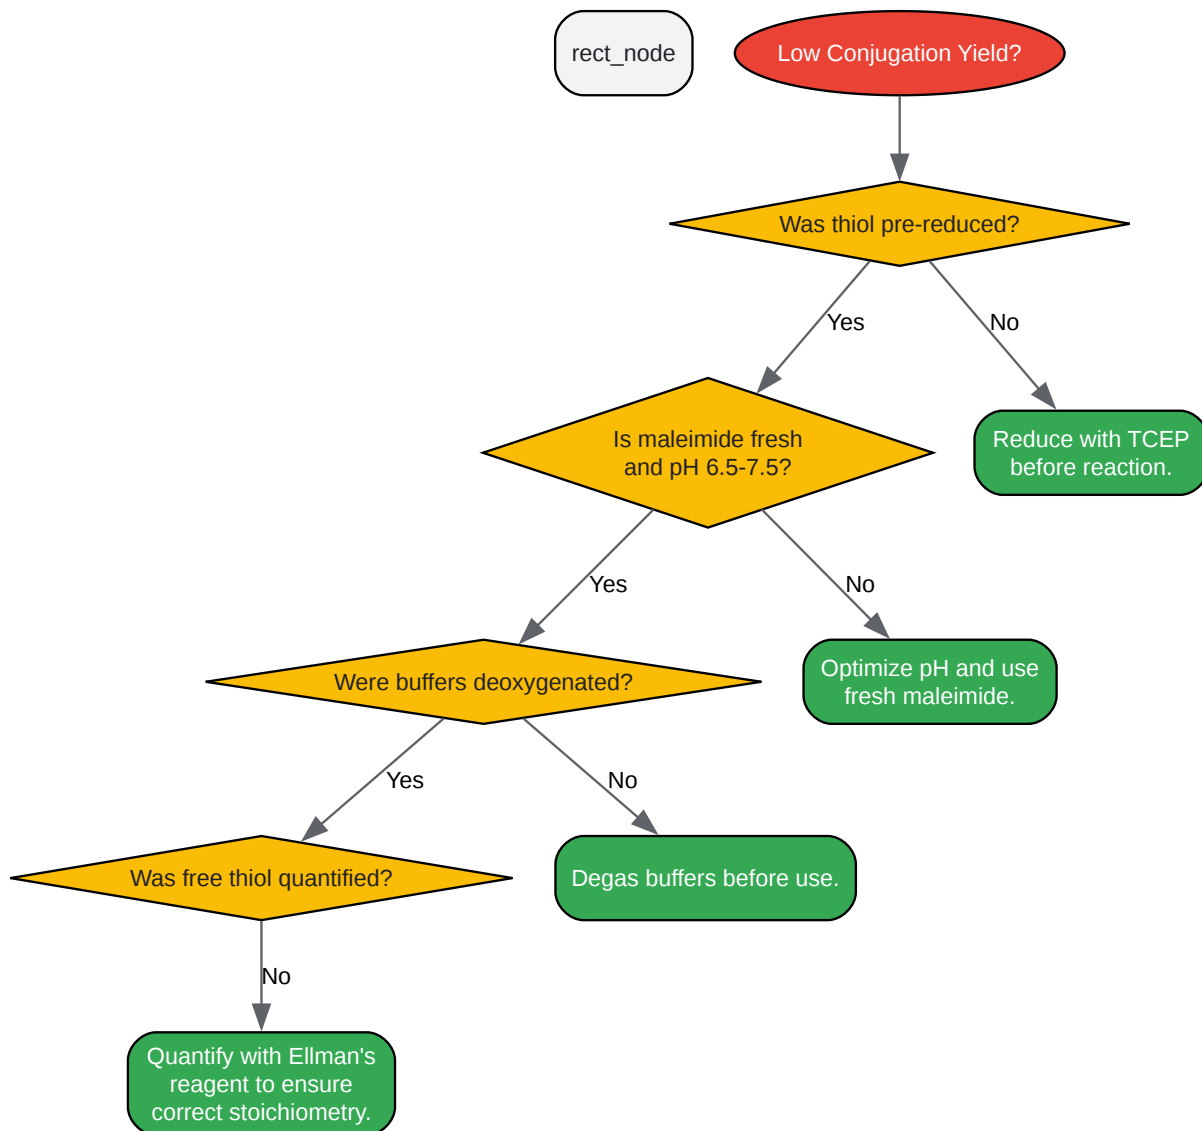 rect_node
Low Conjugation Yield?
Was thiol pre-reduced?
Yes
No
Is maleimide fresh
and pH 6.5-7.5?
Reduce with TCEP
before reaction.
Yes
No
Were buffers deoxygenated?
Optimize pH and use
fresh maleimide.
Yes
No
Was free thiol quantified?
Degas buffers before use.
No
Quantify with Ellman's
reagent to ensure
correct stoichiometry.